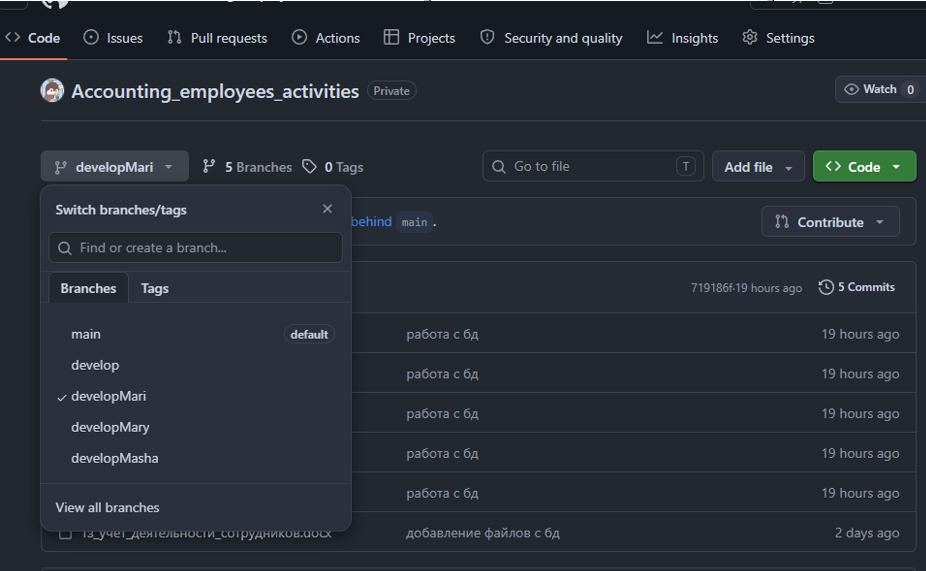 Code Issues Pull requests Actions Projects Security and quality Insights Settings
Accounting_employees_activities Private
Watch 0
developMari 5 Branches 0 Tags
Go to file T
Add file
Code
Switch branches/tags
behind main .
Contribute
Find or create a branch...
Branches Tags
719186f·19 hours ago 5 Commits
main default
develop
developMari
developMary
developMasha
View all branches
работа с бд 19 hours ago
работа с бд 19 hours ago
работа с бд 19 hours ago
работа с бд 19 hours ago
работа с бд 19 hours ago
добавление файлов с бд 2 days ago